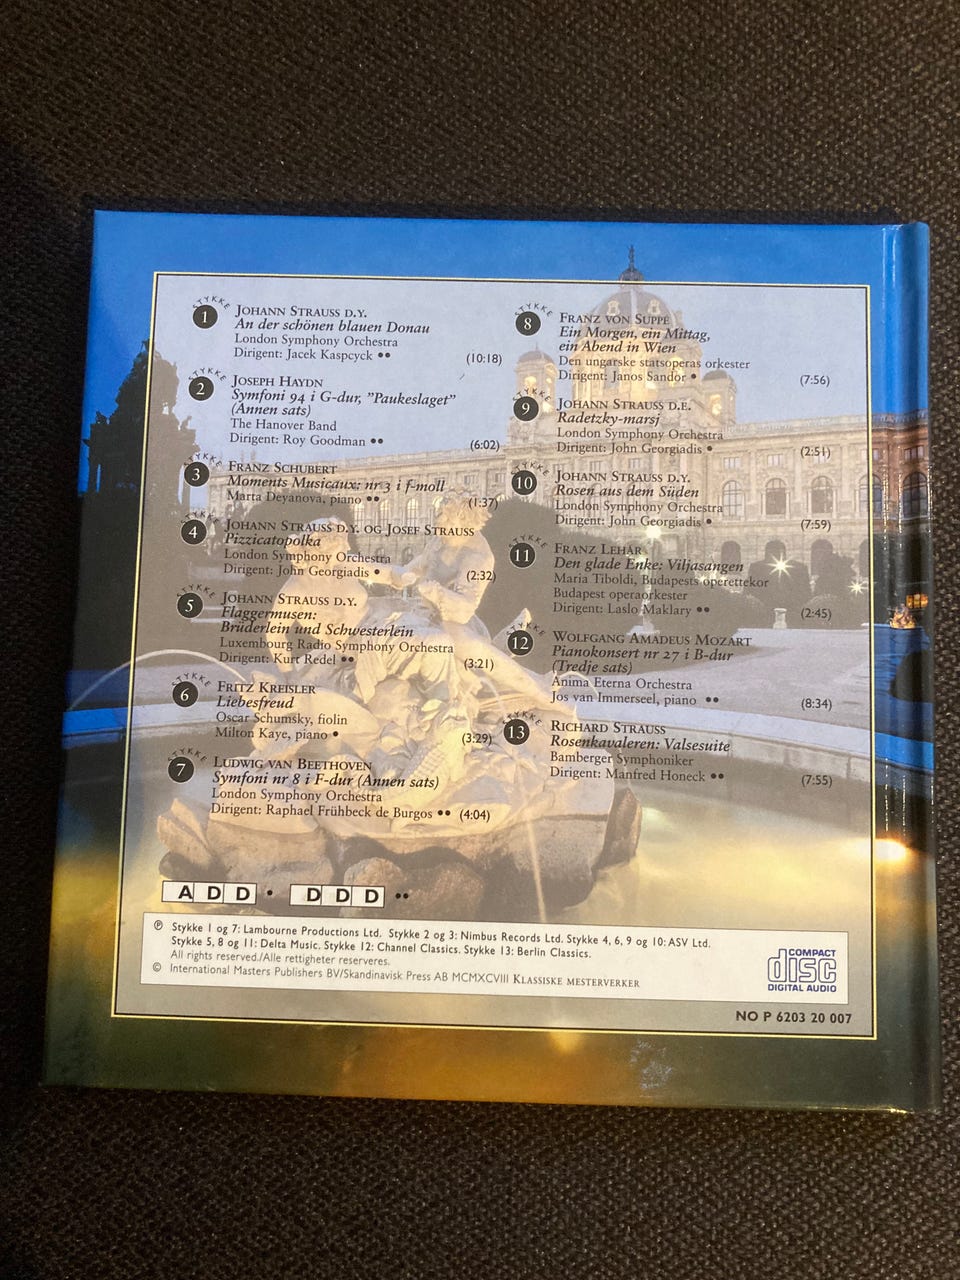 STYKKE
1
JOHANN STRAUSS D.Y.
An der schönen blauen Donau
London Symphony Orchestra
Dirigent: Jacek Kaspcyck ••
(10:18)
STYKKE
2
JOSEPH HAYDN
Symfoni 94 i G-dur, "Paukeslaget"
(Annen sats)
The Hanover Band
Dirigent: Roy Goodman ••
(6:02)
STYKKE
3
FRANZ SCHUBERT
Moments Musicaux: nr 3 i f-moll
Marta Deyanova, piano ••
(1:37)
STYKKE
4
JOHANN STRAUSS D.Y. OG JOSEF STRAUSS
Pizzicatopolka
London Symphony Orchestra
Dirigent: John Georgiadis •
(2:32)
STYKKE
5
JOHANN STRAUSS D.Y.
Flaggermusen:
Brüderlein und Schwesterlein
Luxembourg Radio Symphony Orchestra
Dirigent: Kurt Redel ••
(3:21)
STYKKE
6
FRITZ KREISLER
Liebesfreud
Oscar Schumsky, fiolin
Milton Kaye, piano •
(3:29)
STYKKE
7
LUDWIG VAN BEETHOVEN
Symfoni nr 8 i F-dur (Annen sats)
London Symphony Orchestra
Dirigent: Raphael Frühbeck de Burgos •• (4:04)
STYKKE
8
FRANZ VON SUPPÉ
Ein Morgen, ein Mittag,
ein Abend in Wien
Den ungarske statsoperas orkester
Dirigent: Janos Sandor •
(7:56)
STYKKE
9
JOHANN STRAUSS D.E.
Radetzky-marsj
London Symphony Orchestra
Dirigent: John Georgiadis •
(2:51)
STYKKE
10
JOHANN STRAUSS D.Y.
Rosen aus dem Süden
London Symphony Orchestra
Dirigent: John Georgiadis •
(7:59)
STYKKE
11
FRANZ LEHÁR
Den glade Enke: Viljasangen
Maria Tiboldi, Budapests operettekor
Budapest operaorkester
Dirigent: Laslo Maklary ••
(2:45)
STYKKE
12
WOLFGANG AMADEUS MOZART
Pianokonsert nr 27 i B-dur
(Tredje sats)
Anima Eterna Orchestra
Jos van Immerseel, piano ••
(8:34)
STYKKE
13
RICHARD STRAUSS
Rosenkavaleren: Valsesuite
Bamberger Symphoniker
Dirigent: Manfred Honeck ••
(7:55)
ADD • DDD ••
℗ Stykke 1 og 7: Lambourne Productions Ltd. Stykke 2 og 3: Nimbus Records Ltd. Stykke 4, 6, 9 og 10: ASV Ltd.
Stykke 5, 8 og 11: Delta Music. Stykke 12: Channel Classics. Stykke 13: Berlin Classics.
All rights reserved./Alle rettigheter reserveres.
© International Masters Publishers BV/Skandinavisk Press AB MCMXCVIII KLASSISKE MESTERVERKER
COMPACT
disc
DIGITAL AUDIO
NO P 6203 20 007